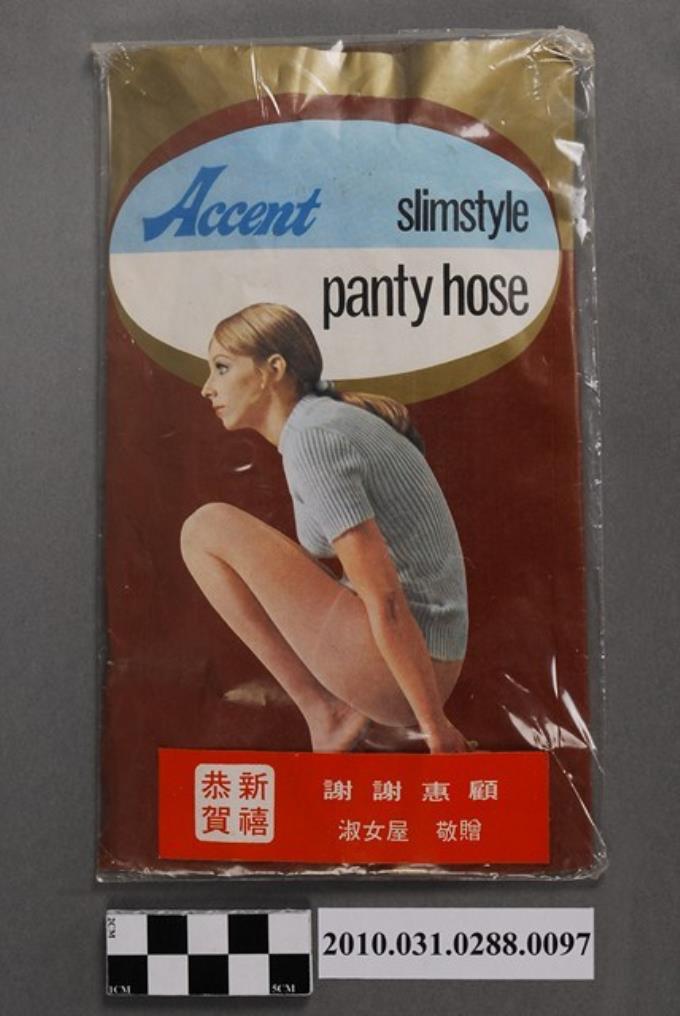 Accent slimstyle
panty hose
恭賀
新禧
謝謝惠顧
淑女屋 敬贈
2CM
1CM 5CM
2010.031.0288.0097